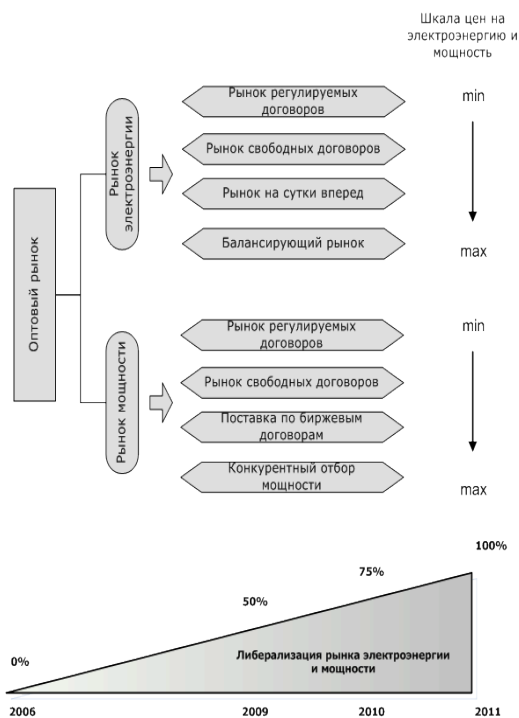 Шкала цен на
электроэнергию и
мощность
Оптовый рынок
Рынок
электроэнергии
Рынок регулируемых
договоров
Рынок свободных договоров
Рынок на сутки вперед
Балансирующий рынок
min
max
Рынок мощности
Рынок регулируемых
договоров
Рынок свободных договоров
Поставка по биржевым
договорам
Конкурентный отбор
мощности
min
max
0%
50%
75%
100%
Либерализация рынка электроэнергии
и мощности
2006
2009
2010
2011